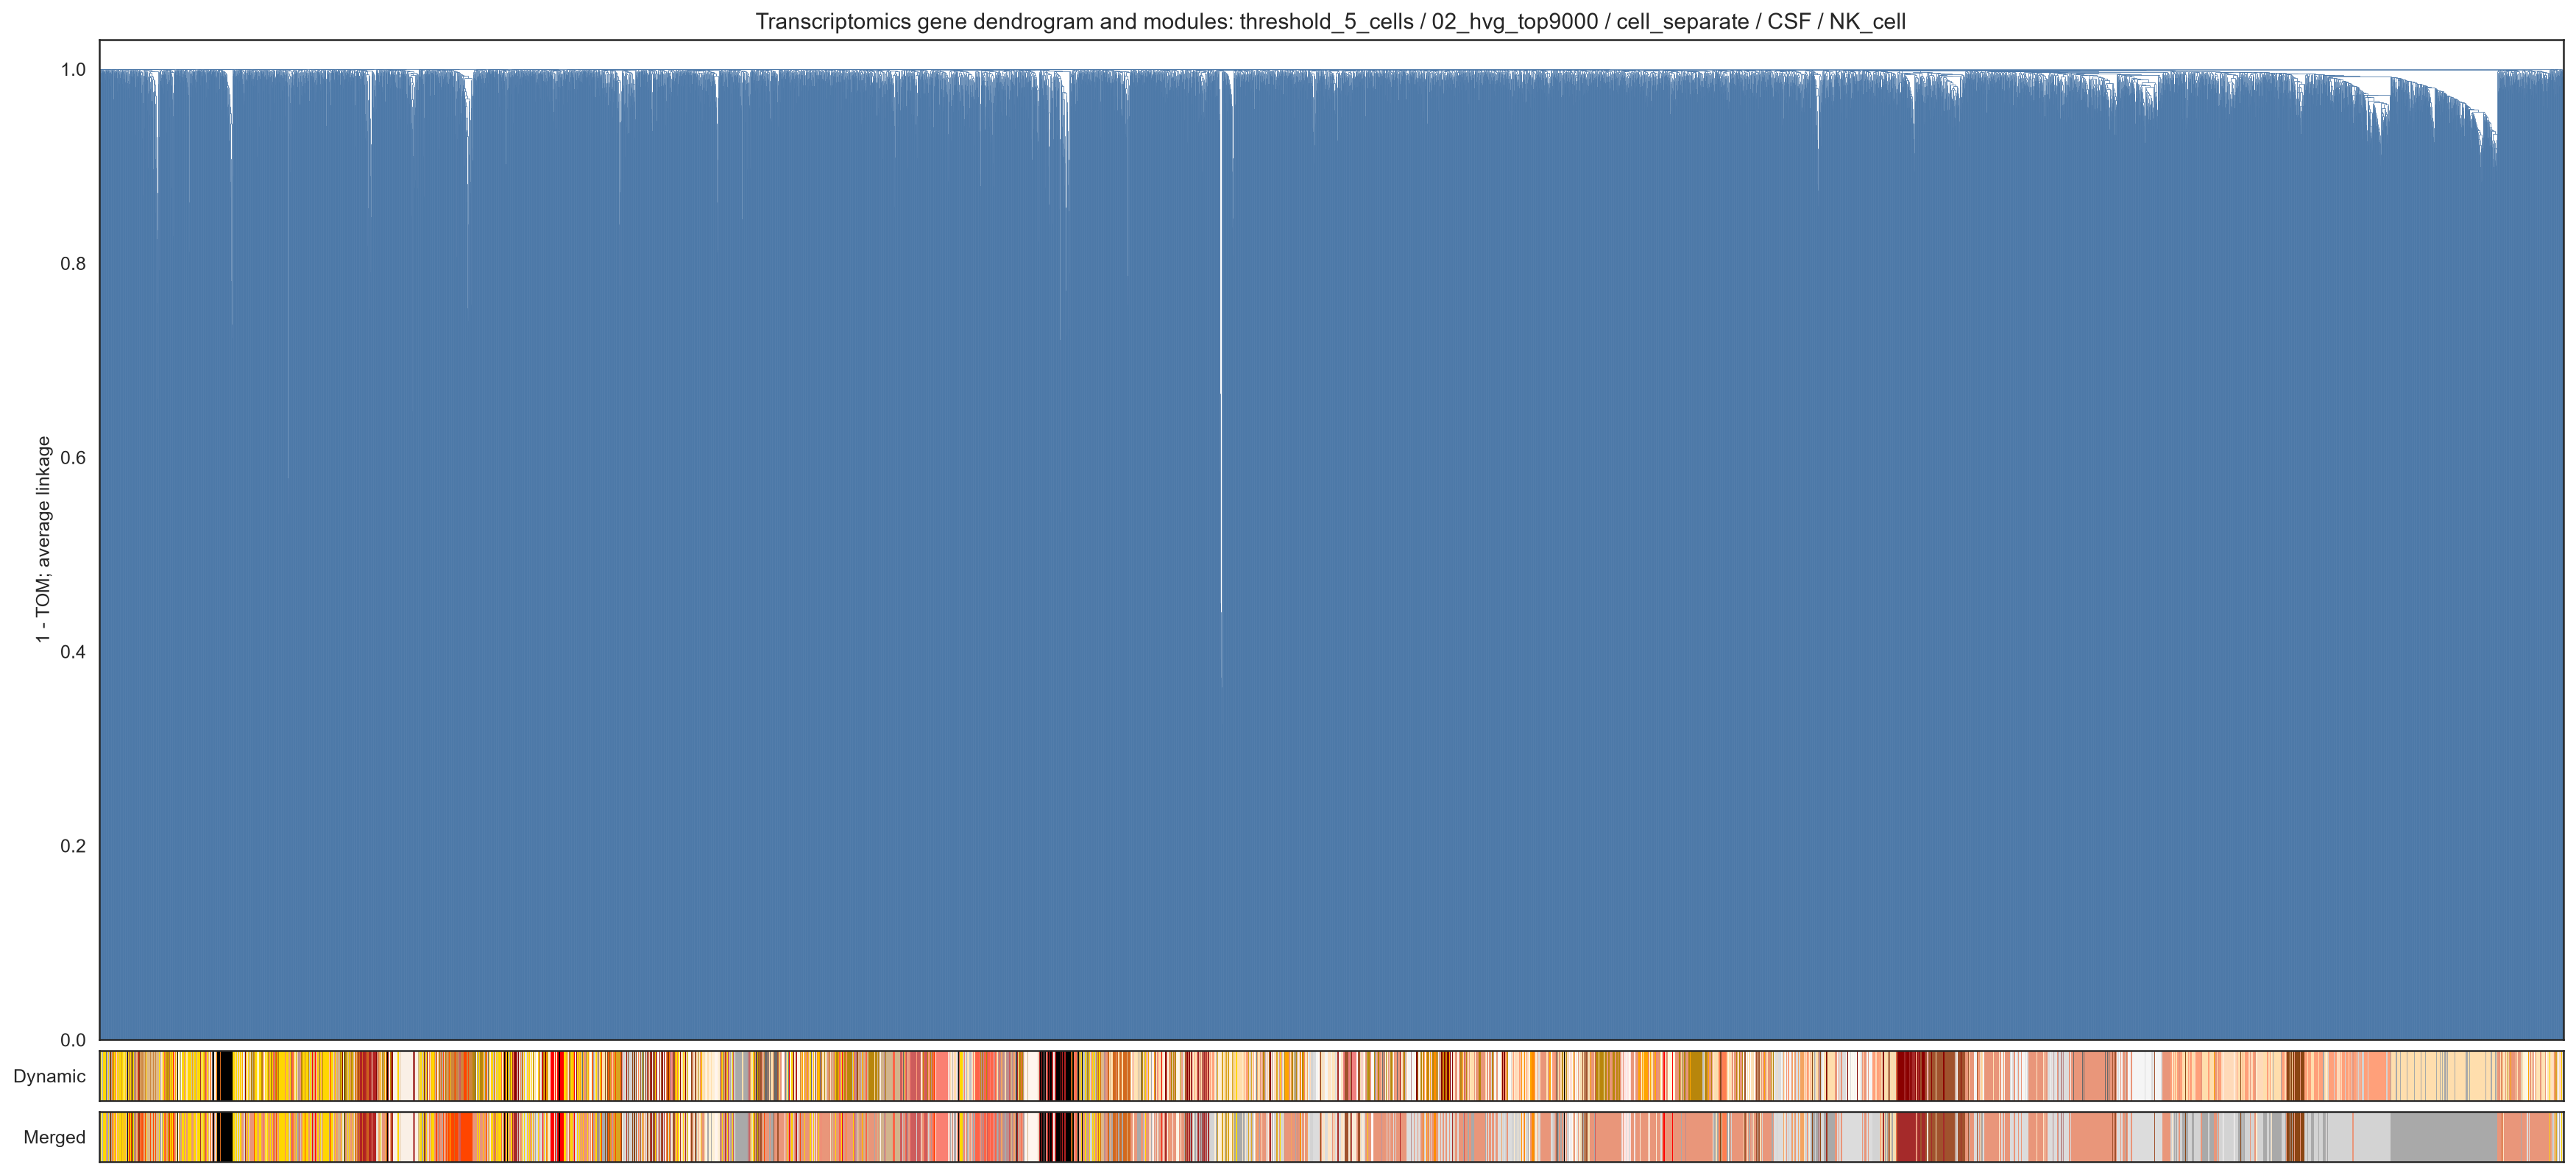 Transcriptomics gene dendrogram and modules: threshold_5_cells / 02_hvg_top9000 / cell_separate / CSF / NK_cell
1.0
0.8
0.6
0.4
0.2
0.0
1 - TOM; average linkage
Dynamic
Merged